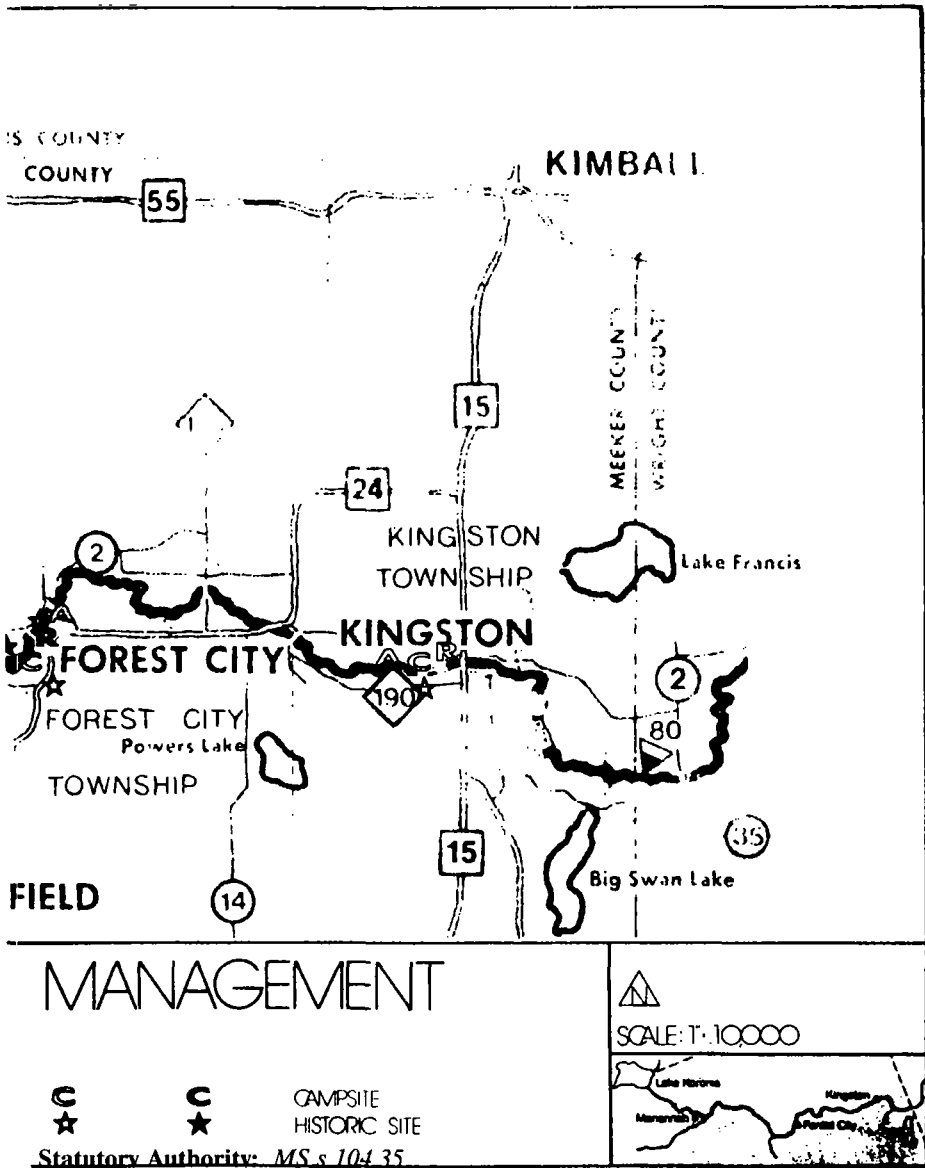 COUNTY
COUNTY
KIMBALL
55
MEEKER COUNTY
WRIGHT COUNTY
15
1
24
KINGSTON
TOWNSHIP
2
Lake Francis
A
KINGSTON
R
C
FOREST CITY
A C R
2
190
FOREST CITY
80
Powers Lake
TOWNSHIP
35
15
Big Swan Lake
FIELD
14
MANAGEMENT
N
SCALE: 1":10,000
Lake Koronis
Kingston
Manannah
Forest City
C C CAMPSITE
HISTORIC SITE
Statutory Authority: MS s 104.35